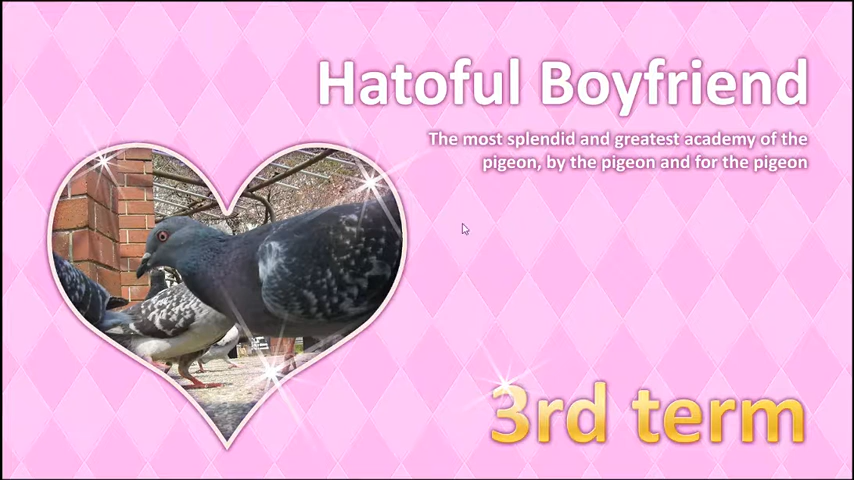 Hatoful Boyfriend
The most splendid and greatest academy of the
pigeon, by the pigeon and for the pigeon
3rd term